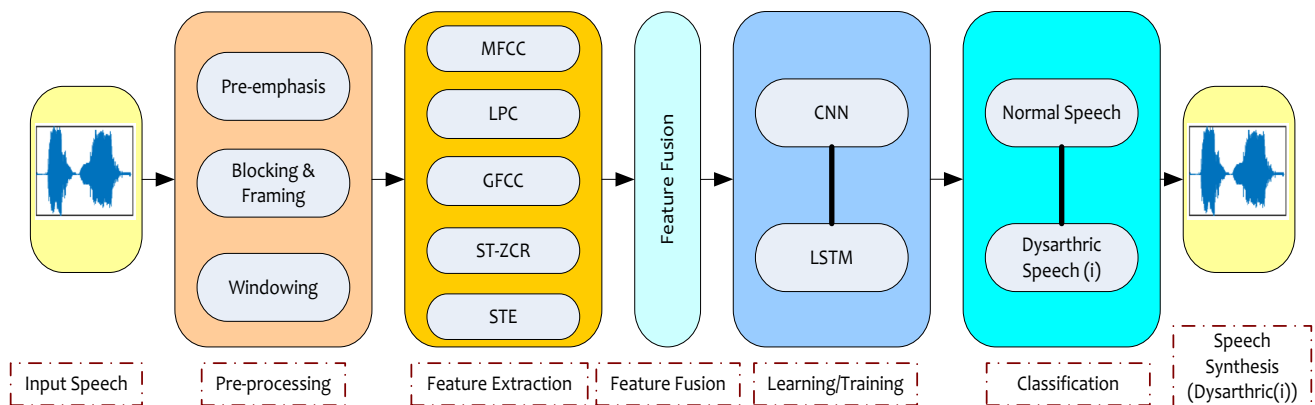 Pre-emphasis
Blocking &
Framing
Windowing
MFCC
LPC
GFCC
ST-ZCR
STE
Feature Fusion
CNN
LSTM
Normal Speech
Dysarthric
Speech (i)
Input Speech
Pre-processing
Feature Extraction
Feature Fusion
Learning/Training
Classification
Speech
Synthesis
(Dysarthric(i))